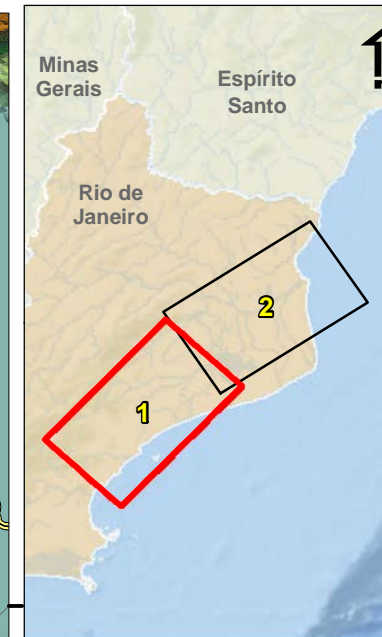 Minas
Gerais
Espírito
Santo
Rio de
Janeiro
2
1